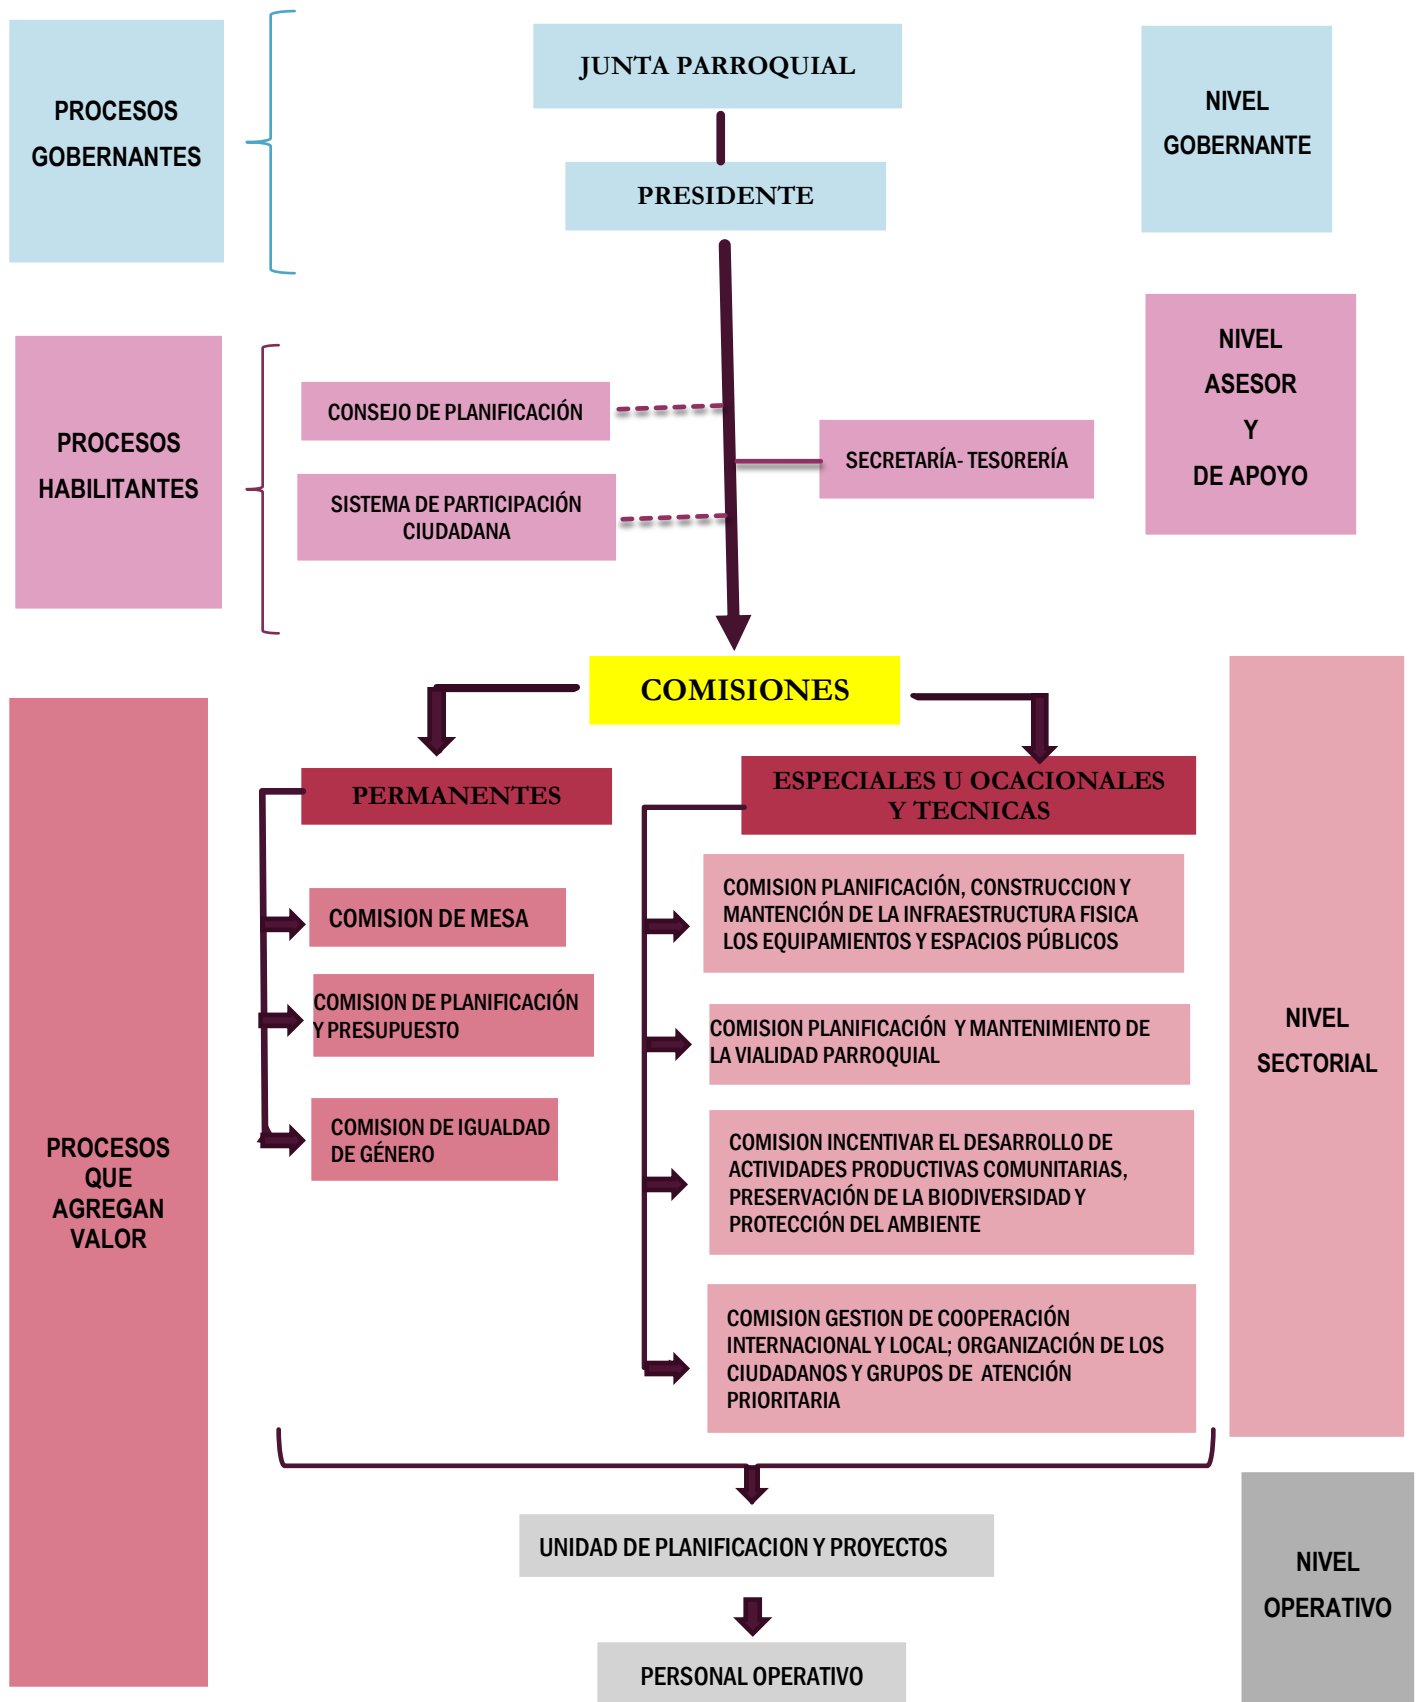 PROCESOS
GOBERNANTES
JUNTA PARROQUIAL
PRESIDENTE
NIVEL
GOBERNANTE
PROCESOS
HABILITANTES
CONSEJO DE PLANIFICACIÓN
SISTEMA DE PARTICIPACIÓN
CIUDADANA
SECRETARÍA- TESORERÍA
NIVEL
ASESOR
Y
DE APOYO
COMISIONES
PERMANENTES
ESPECIALES U OCACIONALES
Y TECNICAS
COMISION DE MESA
COMISION DE PLANIFICACIÓN
Y PRESUPUESTO
COMISION DE IGUALDAD
DE GÉNERO
COMISION PLANIFICACIÓN, CONSTRUCCION Y
MANTENCIÓN DE LA INFRAESTRUCTURA FISICA
LOS EQUIPAMIENTOS Y ESPACIOS PÚBLICOS
COMISION PLANIFICACIÓN Y MANTENIMIENTO DE
LA VIALIDAD PARROQUIAL
COMISION INCENTIVAR EL DESARROLLO DE
ACTIVIDADES PRODUCTIVAS COMUNITARIAS,
PRESERVACIÓN DE LA BIODIVERSIDAD Y
PROTECCIÓN DEL AMBIENTE
COMISION GESTION DE COOPERACIÓN
INTERNACIONAL Y LOCAL; ORGANIZACIÓN DE LOS
CIUDADANOS Y GRUPOS DE ATENCIÓN
PRIORITARIA
PROCESOS
QUE
AGREGAN
VALOR
NIVEL
SECTORIAL
UNIDAD DE PLANIFICACION Y PROYECTOS
PERSONAL OPERATIVO
NIVEL
OPERATIVO